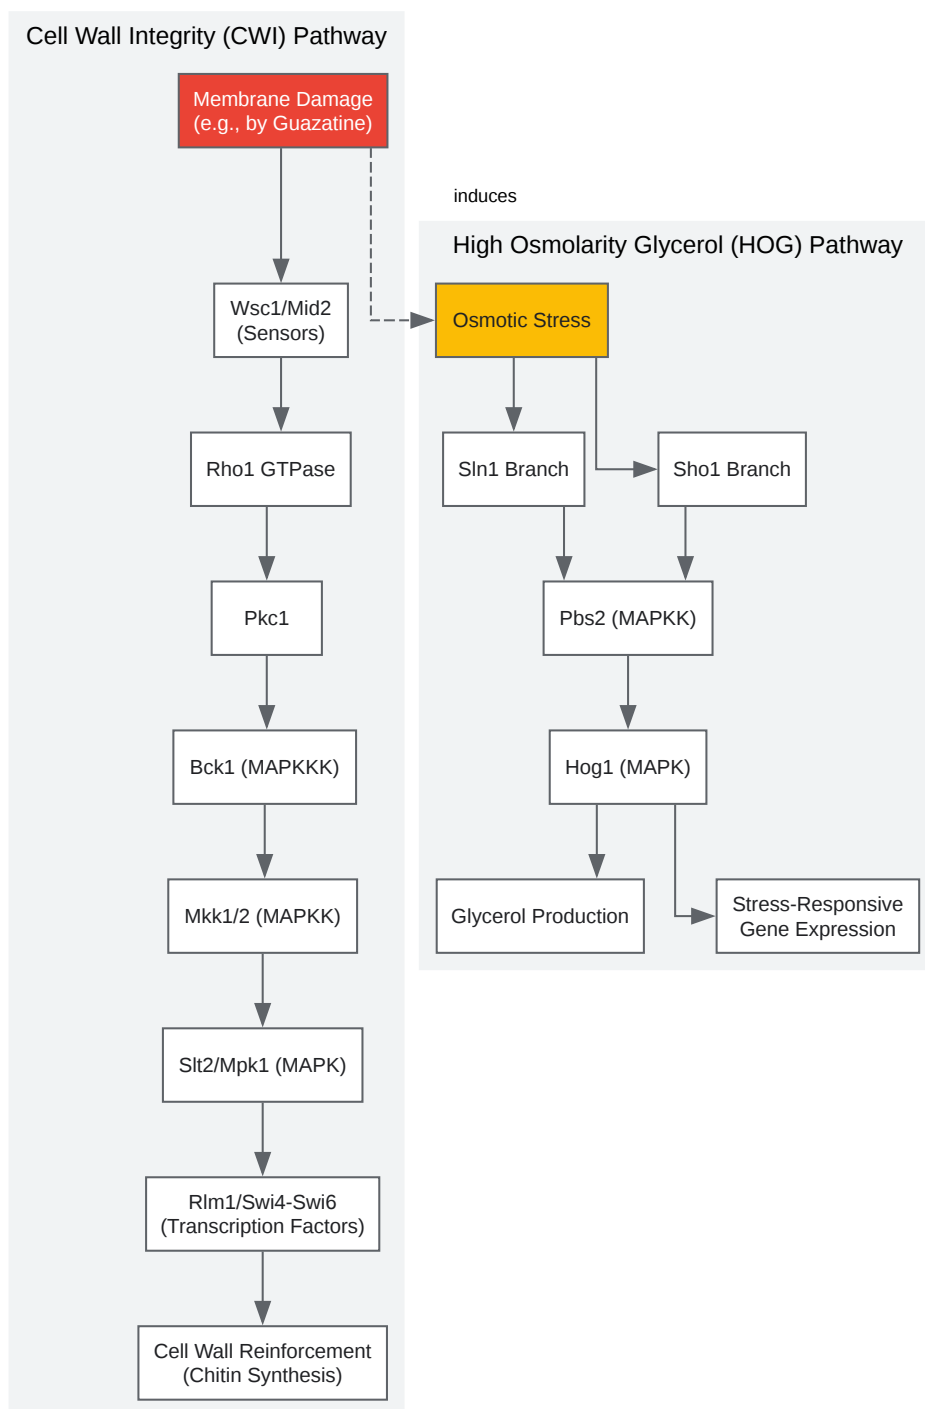 Cell Wall Integrity (CWI) Pathway
Membrane Damage
(e.g., by Guazatine)
Wsc1/Mid2
(Sensors)
Rho1 GTPase
Pkc1
Bck1 (MAPKKK)
Mkk1/2 (MAPKK)
Slt2/Mpk1 (MAPK)
Rlm1/Swi4-Swi6
(Transcription Factors)
Cell Wall Reinforcement
(Chitin Synthesis)
induces
High Osmolarity Glycerol (HOG) Pathway
Osmotic Stress
Sln1 Branch
Sho1 Branch
Pbs2 (MAPKK)
Hog1 (MAPK)
Glycerol Production
Stress-Responsive
Gene Expression